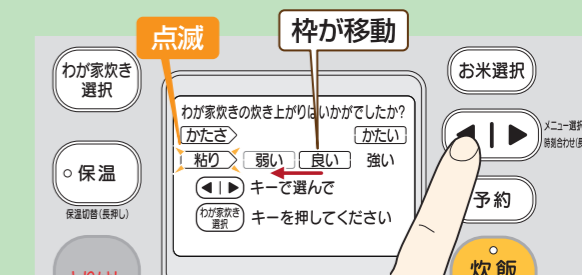 点滅
枠が移動
わが家炊き
選択
お米選択
わが家炊きの炊き上がりはいかがでしたか?
かたさ かたい
粘り 弱い 良い 強い
◀|▶ キーで選んで
わが家炊き
選択 キーを押してください
保温
保温切替(長押し)
◀|▶
メニュー選択
時刻合わせ(長
予約
炊飯